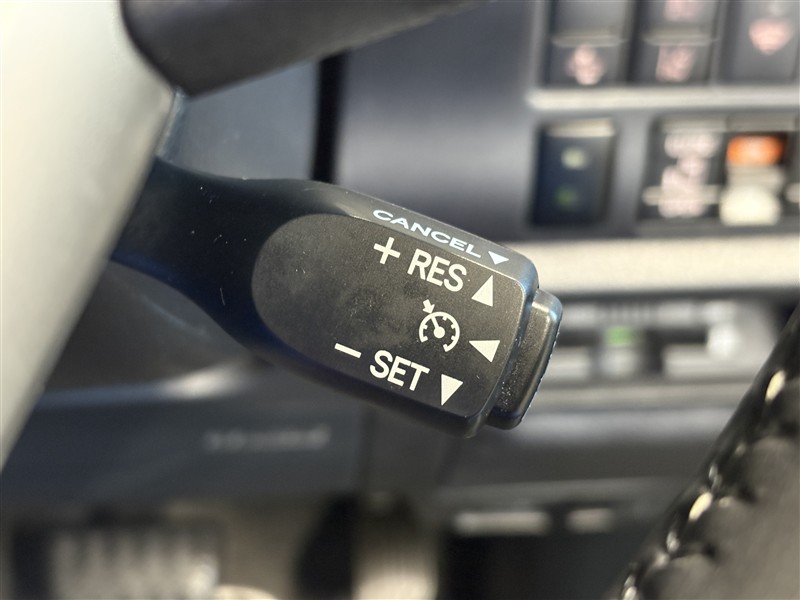 CANCEL ▼
+ RES ▲
− SET ▼